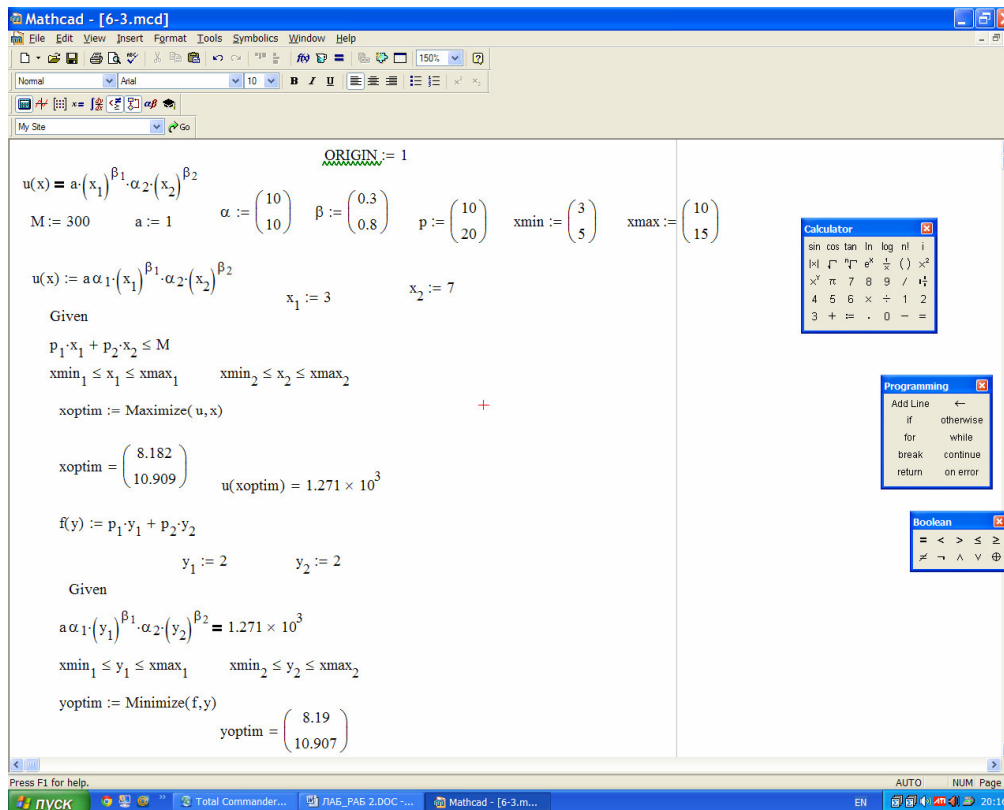 Mathcad - [6-3.mcd]
File Edit View Insert Format Tools Symbolics Window Help
150%
Normal Arial 10 B I U
My Site Go
ORIGIN := 1
u(x) = a·(x₁)^β₁·α₂·(x₂)^β₂
M := 300 a := 1 α := (10 10) β := (0.3 0.8) p := (10 20) xmin := (3 5) xmax := (10 15)
u(x) := a α₁·(x₁)^β₁·α₂·(x₂)^β₂
x₁ := 3 x₂ := 7
Given
p₁·x₁ + p₂·x₂ ≤ M
xmin₁ ≤ x₁ ≤ xmax₁ xmin₂ ≤ x₂ ≤ xmax₂
xoptim := Maximize(u,x)
xoptim = (8.182 10.909) u(xoptim) = 1.271 × 10³
f(y) := p₁·y₁ + p₂·y₂
y₁ := 2 y₂ := 2
Given
a α₁·(y₁)^β₁·α₂·(y₂)^β₂ = 1.271 × 10³
xmin₁ ≤ y₁ ≤ xmax₁ xmin₂ ≤ y₂ ≤ xmax₂
yoptim := Minimize(f,y)
yoptim = (8.19 10.907)
Calculator
sin cos tan ln log n! i
|×| √ ⁿ√ eˣ 1/x ( ) ×²
×ʸ π 7 8 9 /
4 5 6 × ÷ 1 2
3 + := . 0 − =
Programming
Add Line ←
if otherwise
for while
break continue
return on error
Boolean
= < > ≤ ≥
≠ ¬ ∧ ∨ ⊕
Press F1 for help. AUTO NUM Page
пуск Total Commander... ЛАБ_РАБ 2.DOC -... Mathcad - [6-3.m... EN